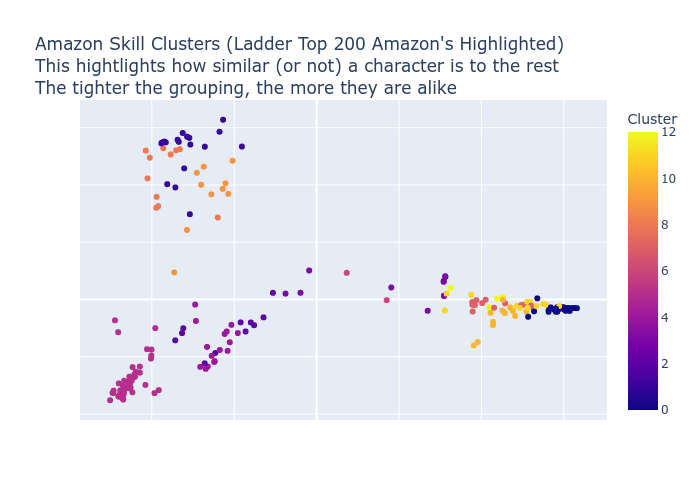 Amazon Skill Clusters (Ladder Top 200 Amazon's Highlighted)
This hightlights how similar (or not) a character is to the rest
The tighter the grouping, the more they are alike
Cluster
12
10
8
6
4
2
0